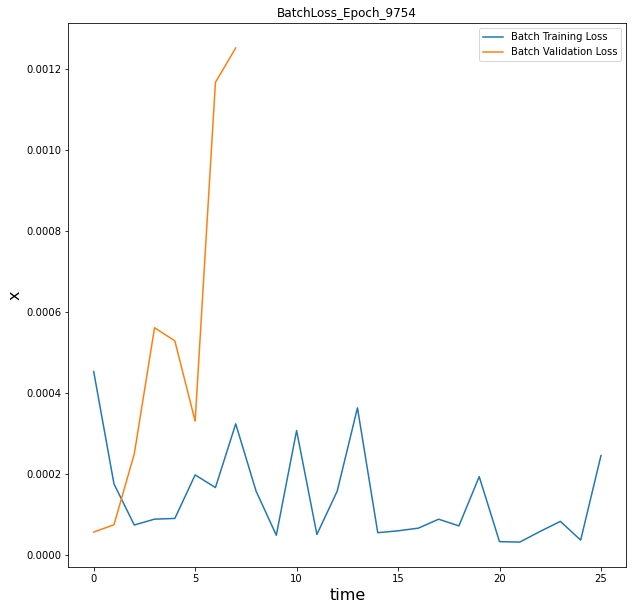 BatchLoss_Epoch_9754
Batch Training Loss
Batch Validation Loss
0.0012
0.0010
0.0008
0.0006
0.0004
0.0002
0.0000
x
0 5 10 15 20 25
time